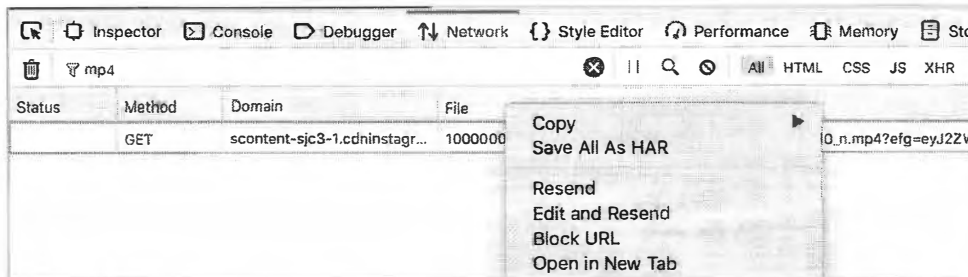 Inspector Console Debugger Network {} Style Editor Performance Memory Sto
mp4 All HTML CSS JS XHR
Status Method Domain File
GET scontent-sjc3-1.cdninstagr... 1000000 0_n.mp4?efg=eyJ2ZV
Copy
Save All As HAR
Resend
Edit and Resend
Block URL
Open in New Tab